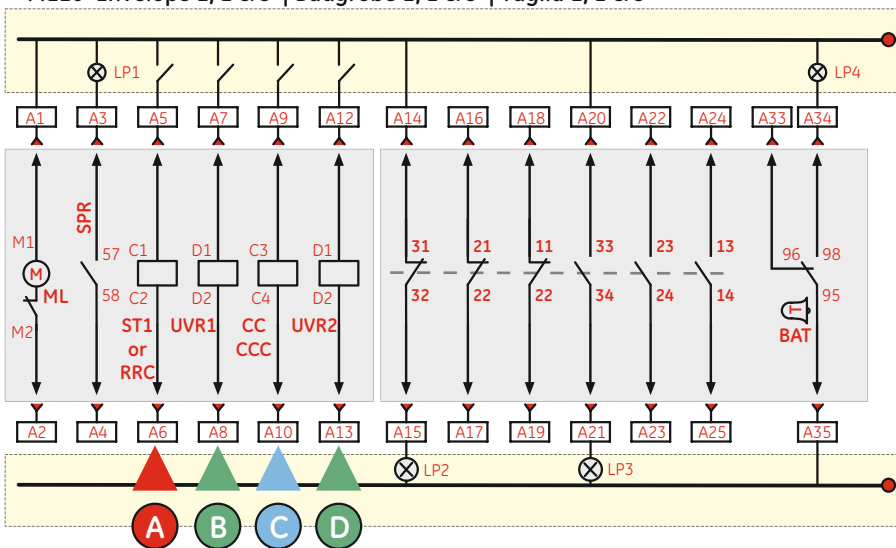 Envelope | Baugröße | Taglia
LP1 LP4
A1 A3 A5 A7 A9 A12 A14 A16 A18 A20 A22 A24 A33 A34
SPR
M1 57 C1 D1 C3 D1 31 21 11 33 23 13 96 98
M ML
M2 58 C2 D2 C4 D2 32 22 22 34 24 14 95
T
ST1 UVR1 CC UVR2 BAT
or CCC
RRC
A2 A4 A6 A8 A10 A13 A15 A17 A19 A21 A23 A25 A35
LP2 LP3
A B C D